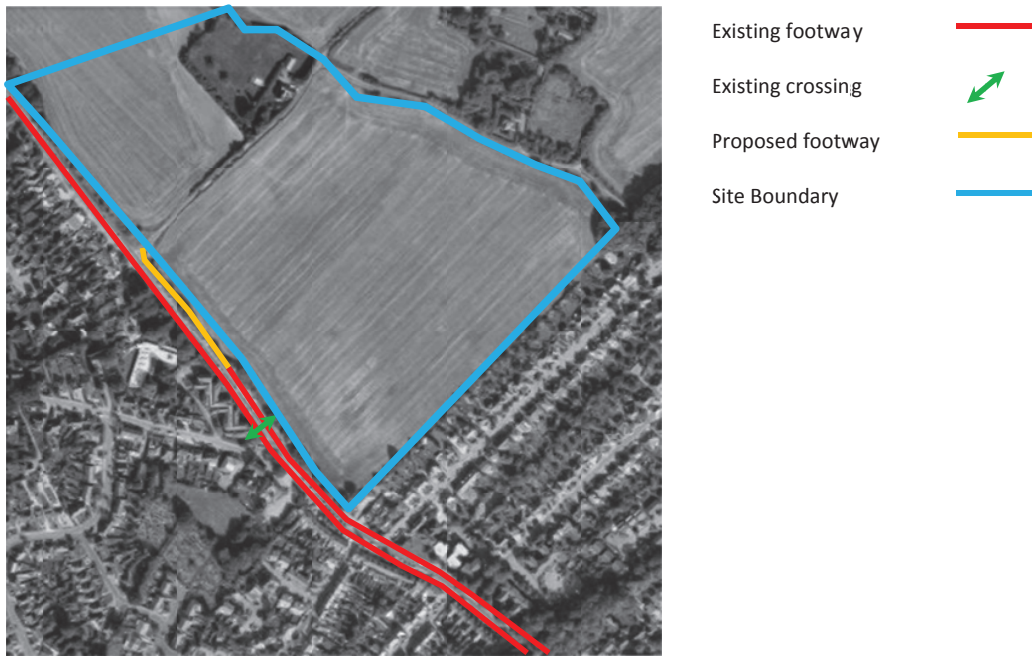 Existing footway
Existing crossing
Proposed footway
Site Boundary